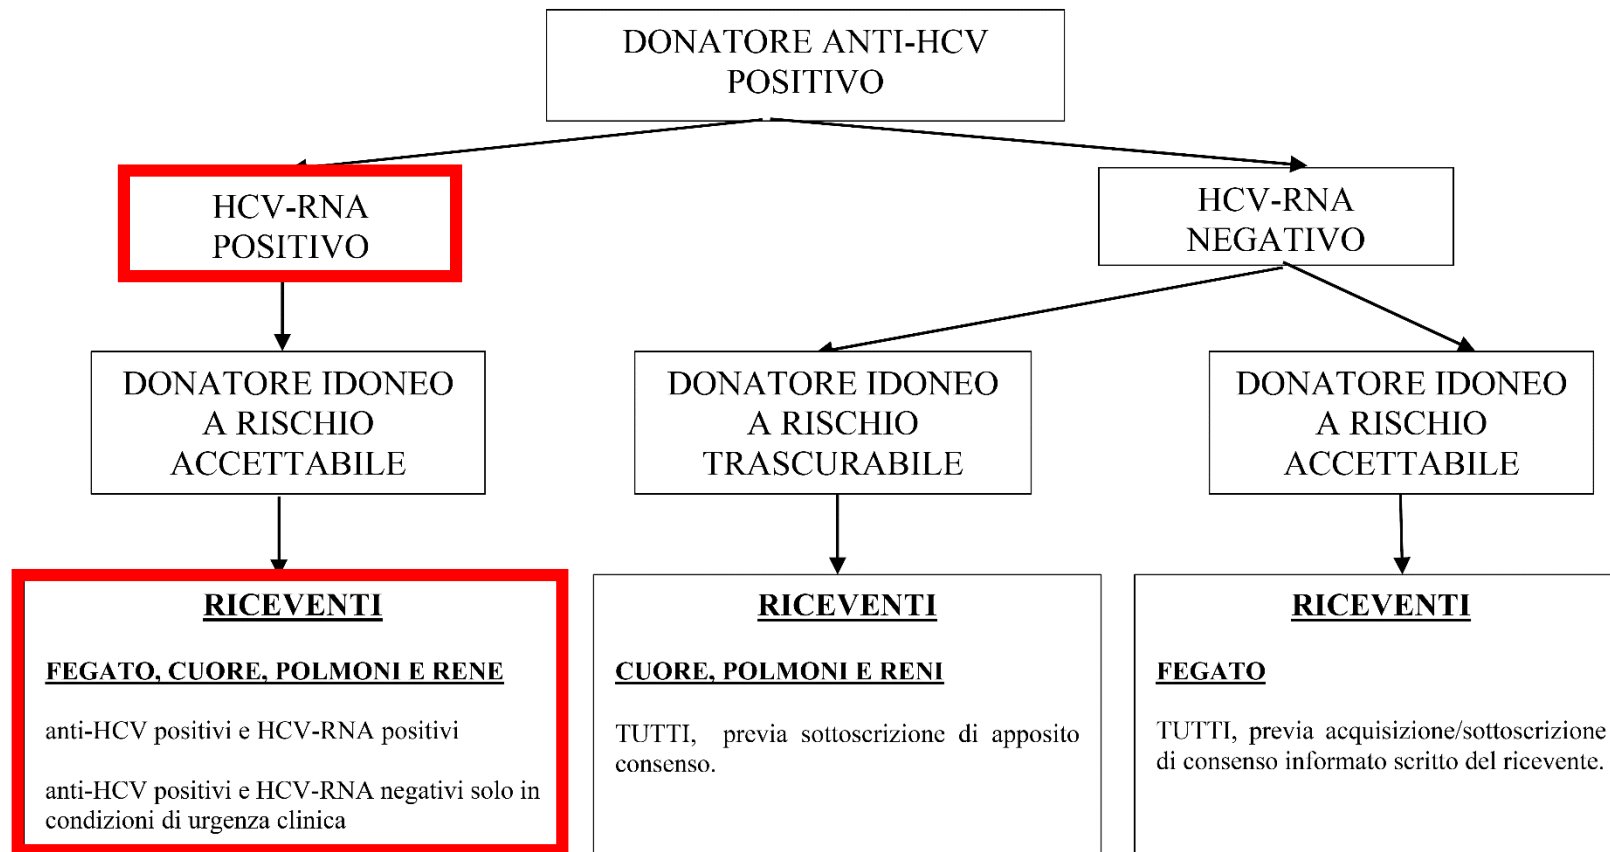 DONATORE ANTI-HCV
POSITIVO
HCV-RNA
POSITIVO
HCV-RNA
NEGATIVO
DONATORE IDONEO
A RISCHIO
ACCETTABILE
DONATORE IDONEO
A RISCHIO
TRASCURABILE
DONATORE IDONEO
A RISCHIO
ACCETTABILE
RICEVENTI
FEGATO, CUORE, POLMONI E RENE
anti-HCV positivi e HCV-RNA positivi
anti-HCV positivi e HCV-RNA negativi solo in
condizioni di urgenza clinica
RICEVENTI
CUORE, POLMONI E RENI
TUTTI, previa sottoscrizione di apposito
consenso.
RICEVENTI
FEGATO
TUTTI, previa acquisizione/sottoscrizione
di consenso informato scritto del ricevente.